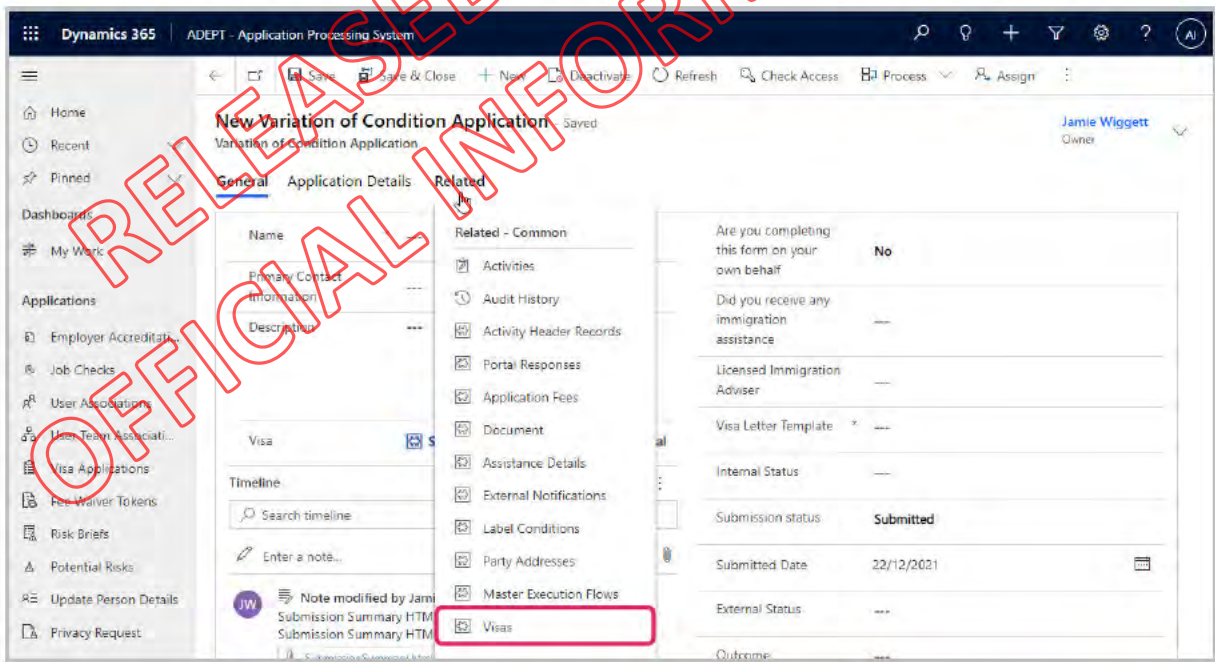 Dynamics 365
ADEPT - Application Processing System
?
AI
Save
Save & Close
New
Deactivate
Refresh
Check Access
Process
Assign
Home
Recent
Pinned
Dashboards
My Work
Applications
Employer Accreditati...
Job Checks
User Associations
User Team Associati...
Visa Applications
Fee Waiver Tokens
Risk Briefs
Potential Risks
Update Person Details
Privacy Request
New Variation of Condition Application - Saved
Variation of Condition Application
Jamie Wiggett
Owner
General
Application Details
Related
Name
---
Primary Contact
Information
---
Description
---
Visa
S
al
Timeline
Search timeline
Enter a note...
JW
Note modified by Jami
Submission Summary HTM
Submission Summary HTM
Related - Common
Activities
Audit History
Activity Header Records
Portal Responses
Application Fees
Document
Assistance Details
External Notifications
Label Conditions
Party Addresses
Master Execution Flows
Visas
Are you completing
this form on your
own behalf
No
Did you receive any
immigration
assistance
---
Licensed Immigration
Adviser
---
Visa Letter Template * ---
Internal Status
---
Submission status
Submitted
Submitted Date
22/12/2021
External Status
---
Outcome
---
RELEASED
OFFICIAL INFOR